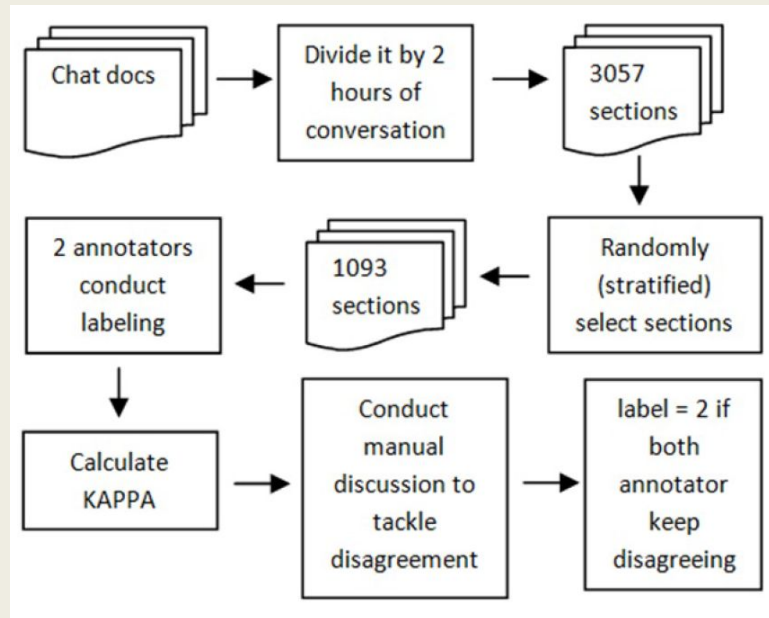 Chat docs
Divide it by 2
hours of
conversation
3057
sections
Randomly
(stratified)
select sections
1093
sections
2 annotators
conduct
labeling
Calculate
KAPPA
Conduct
manual
discussion to
tackle
disagreement
label = 2 if
both
annotator
keep
disagreeing